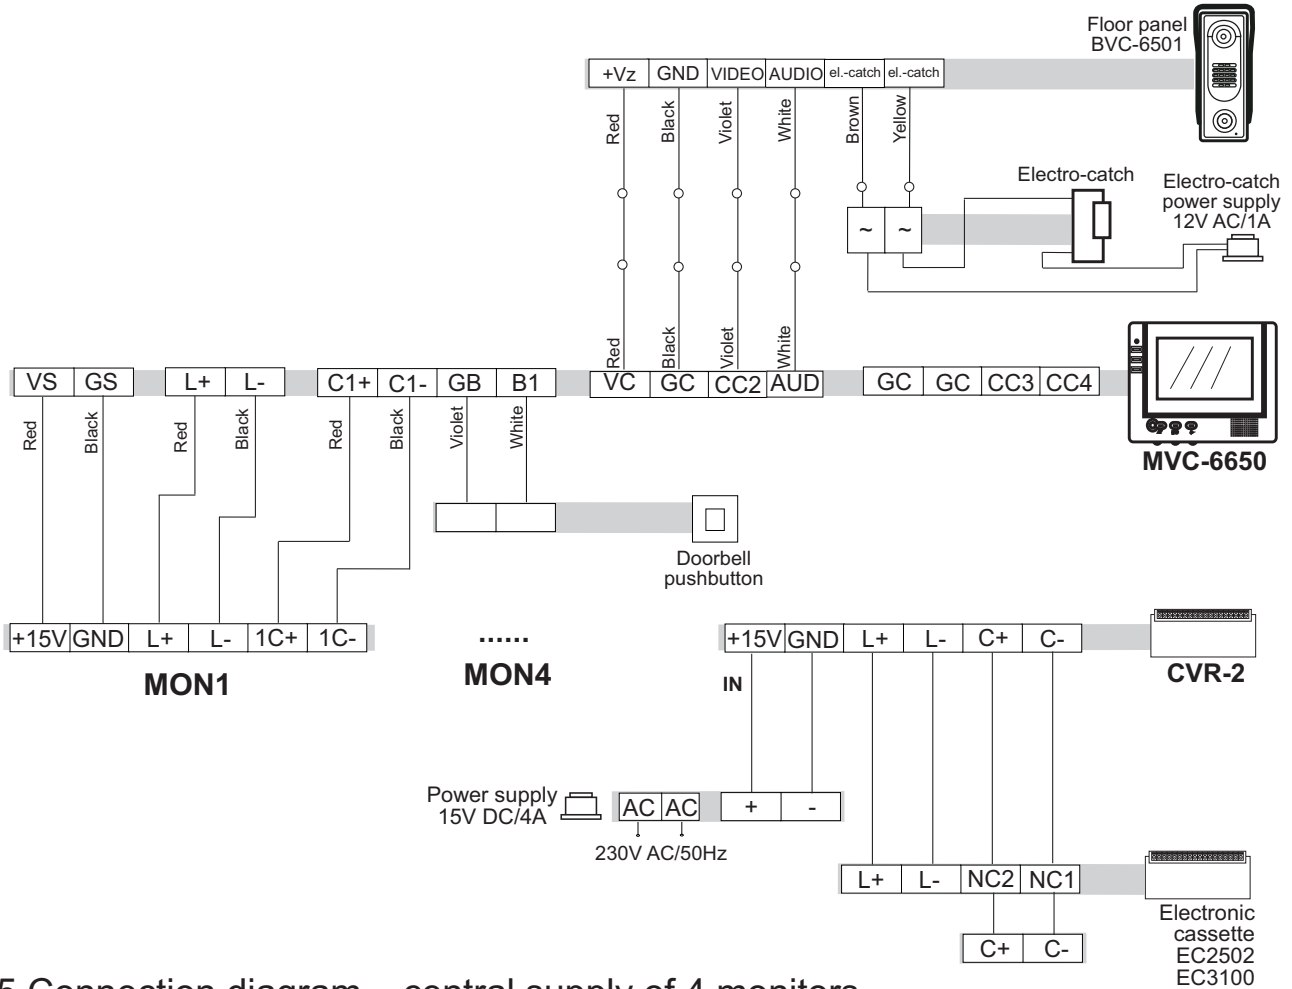 Floor panel
BVC-6501
+Vz GND VIDEO AUDIO el.-catch el.-catch
Red Black Violet White Brown Yellow
Electro-catch
Electro-catch
power supply
12V AC/1A
~ ~
Red Black Violet White
VS GS L+ L- C1+ C1- GB B1 VC GC CC2 AUD GC GC CC3 CC4
MVC-6650
Red Black Red Black Red Black Violet White
Doorbell
pushbutton
+15V GND L+ L- 1C+ 1C-
MON1
......
MON4
+15V GND L+ L- C+ C-
CVR-2
IN
Power supply
15V DC/4A
AC AC + -
230V AC/50Hz
L+ L- NC2 NC1
C+ C-
Electronic
cassette
EC2502
EC3100
5 Connection diagram – central supply of 4 monitors